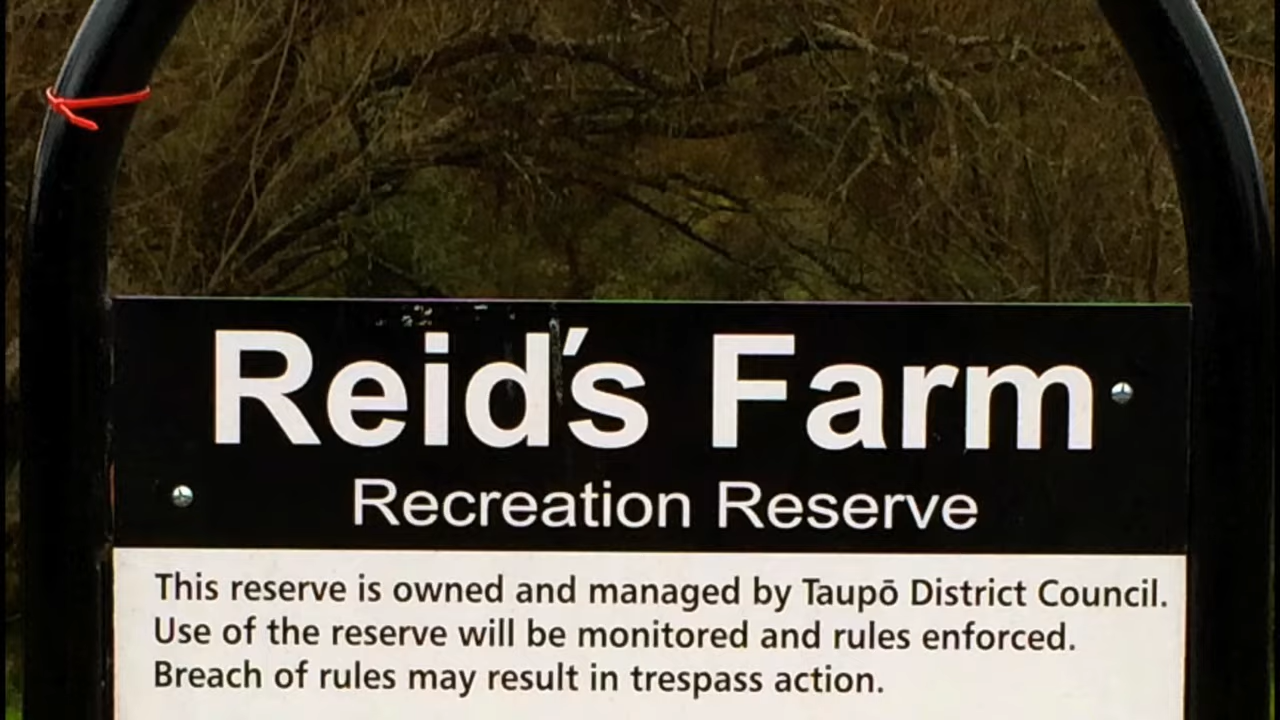 Reid's Farm
Recreation Reserve
This reserve is owned and managed by Taupō District Council.
Use of the reserve will be monitored and rules enforced.
Breach of rules may result in trespass action.